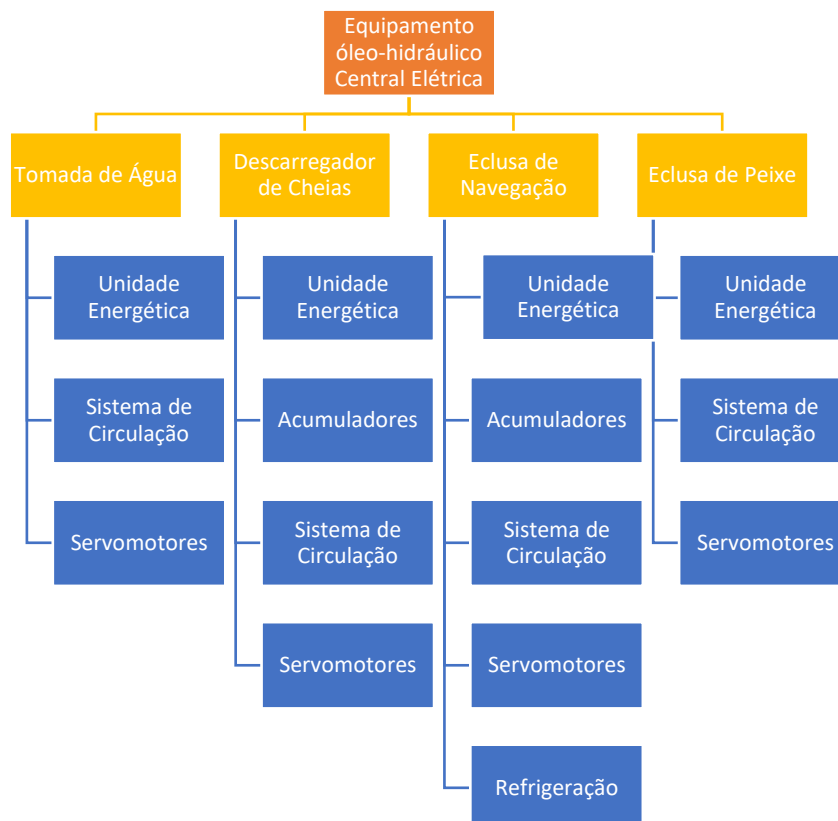 Equipamento
óleo-hidráulico
Central Elétrica
Tomada de Água
Descarregador
de Cheias
Eclusa de
Navegação
Eclusa de Peixe
Unidade
Energética
Sistema de
Circulação
Servomotores
Unidade
Energética
Acumuladores
Sistema de
Circulação
Servomotores
Unidade
Energética
Acumuladores
Sistema de
Circulação
Servomotores
Refrigeração
Unidade
Energética
Sistema de
Circulação
Servomotores